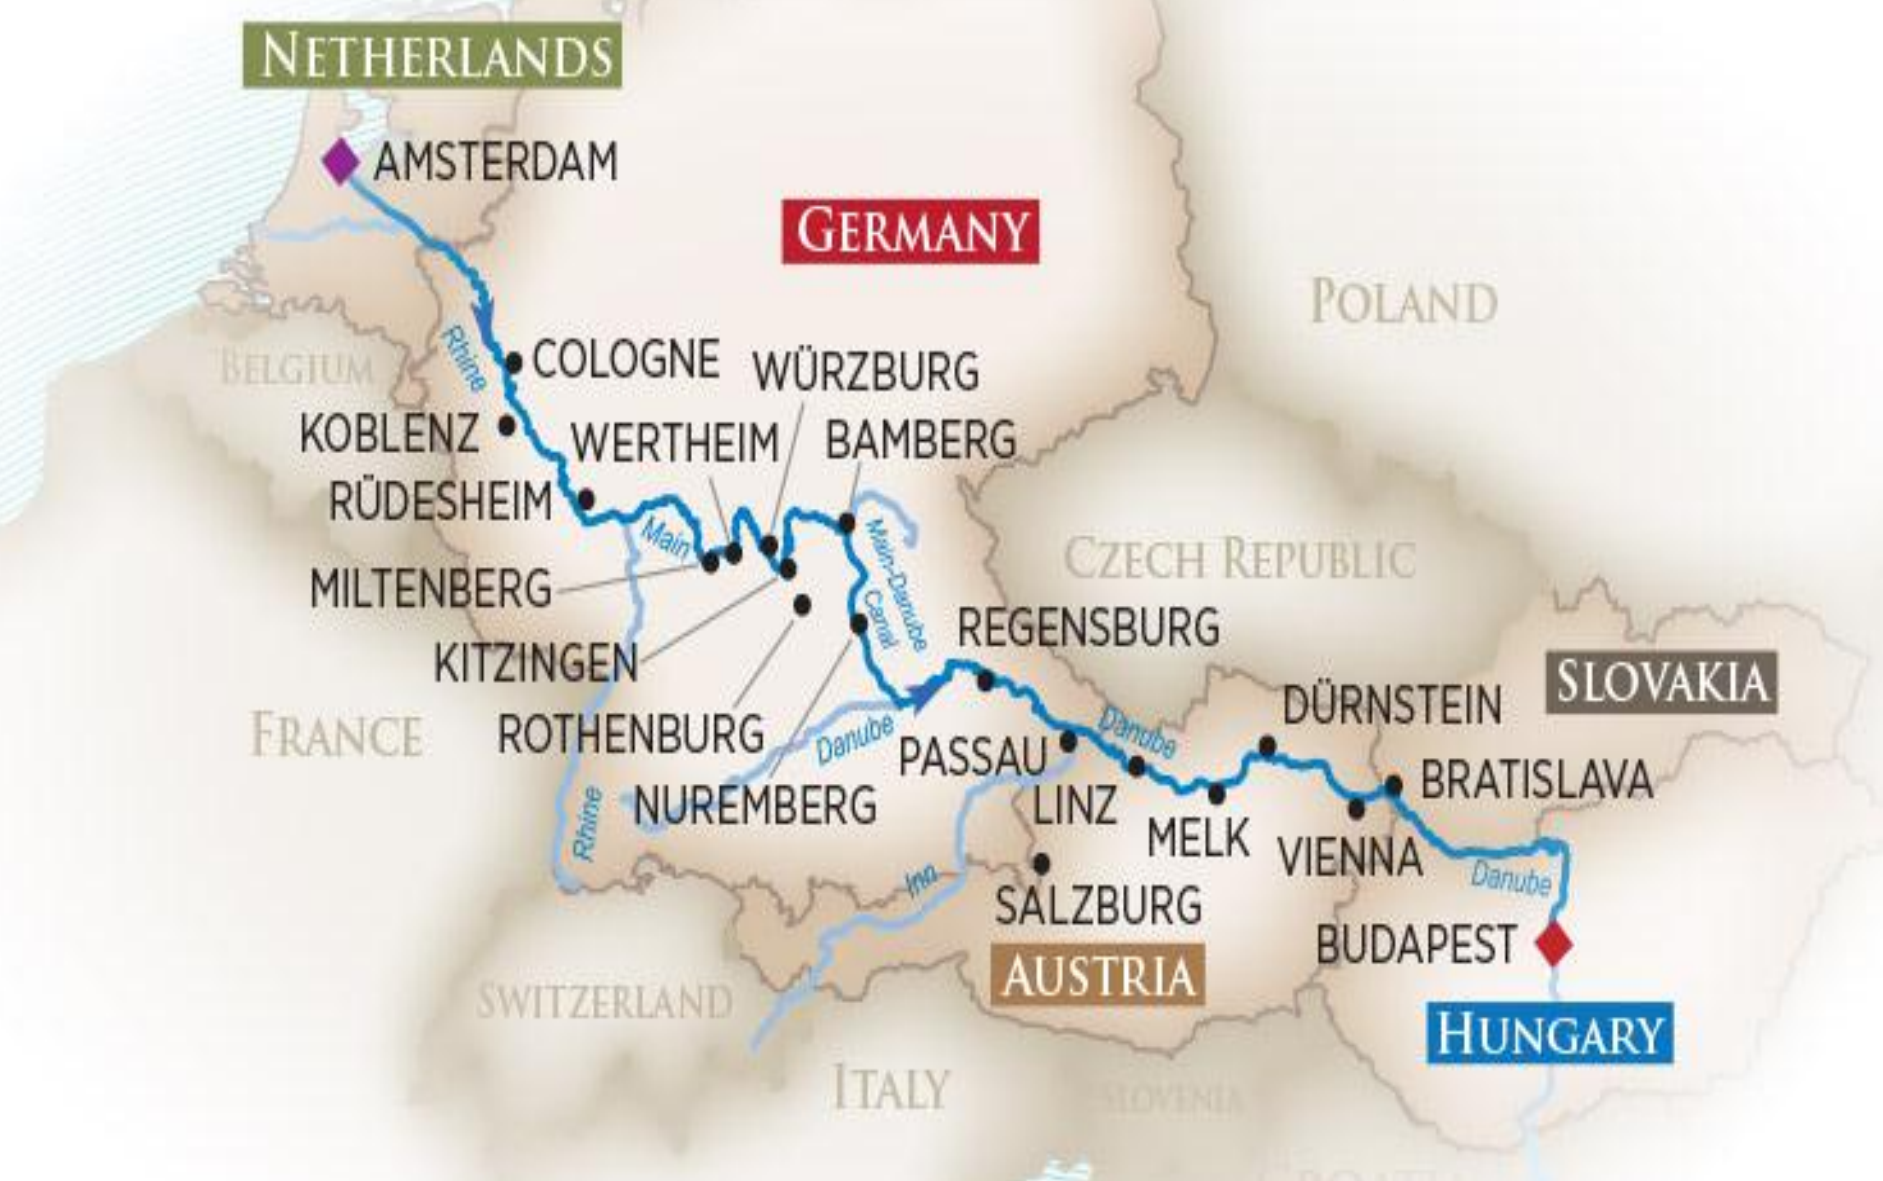 NETHERLANDS
AMSTERDAM
GERMANY
POLAND
Rhine
COLOGNE
BELGIUM
WÜRZBURG
KOBLENZ
WERTHEIM
BAMBERG
RÜDESHEIM
Main
Main-Danube
Canal
CZECH REPUBLIC
MILTENBERG
REGENSBURG
KITZINGEN
SLOVAKIA
DÜRNSTEIN
FRANCE
ROTHENBURG
Danube
PASSAU
Danube
BRATISLAVA
NUREMBERG
LINZ
Rhine
MELK
VIENNA
Danube
Inn
SALZBURG
BUDAPEST
AUSTRIA
SWITZERLAND
HUNGARY
ITALY
SLOVENIA